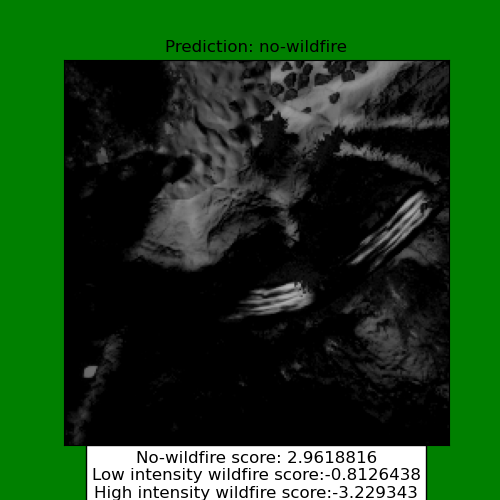 Prediction: no-wildfire
No-wildfire score: 2.9618816
Low intensity wildfire score:-0.8126438
High intensity wildfire score:-3.229343